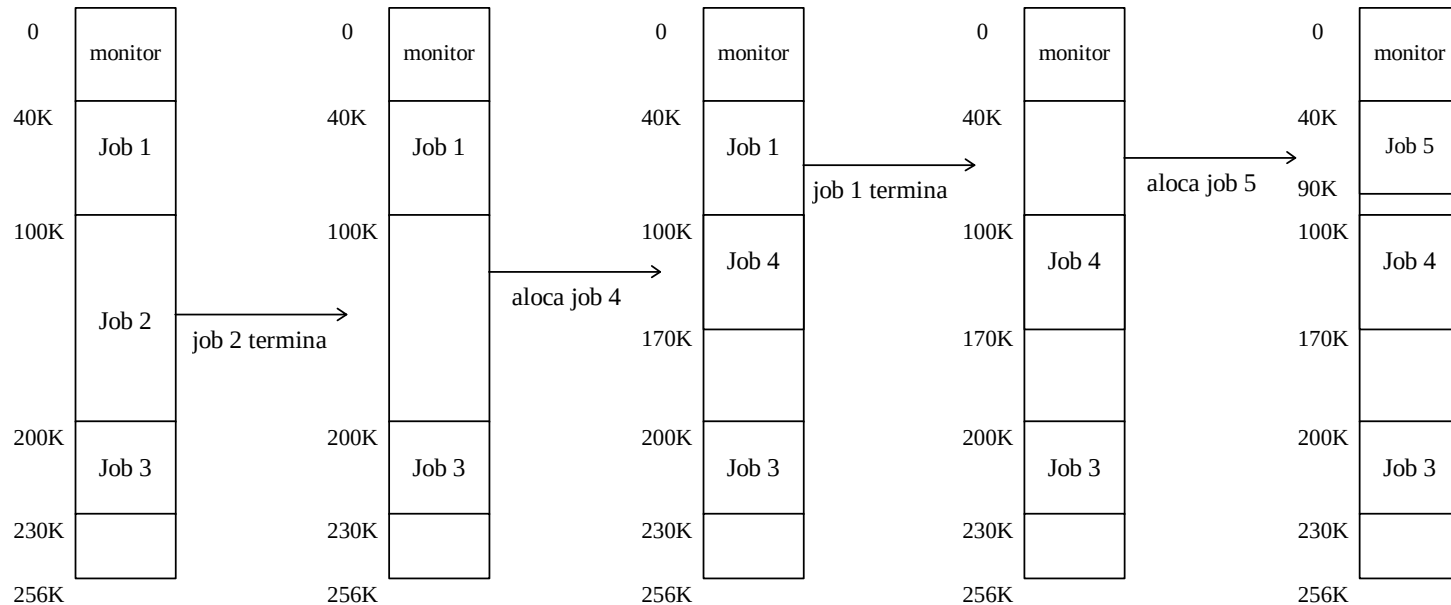 0
monitor
40K
Job 1
100K
Job 2
200K
Job 3
230K
256K
job 2 termina
0
monitor
40K
Job 1
100K
200K
Job 3
230K
256K
aloca job 4
0
monitor
40K
Job 1
100K
Job 4
170K
200K
Job 3
230K
256K
job 1 termina
0
monitor
40K
100K
Job 4
170K
200K
Job 3
230K
256K
aloca job 5
0
monitor
40K
Job 5
90K
100K
Job 4
170K
200K
Job 3
230K
256K